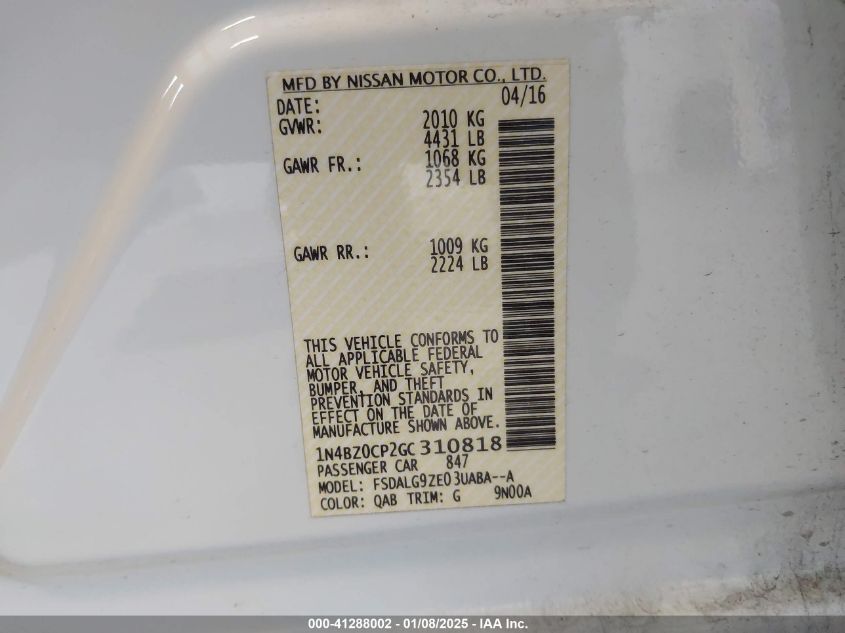 MFD BY NISSAN MOTOR CO., LTD.
DATE: 04/16
GVWR: 2010 KG
4431 LB
GAWR FR.: 1068 KG
2354 LB
GAWR RR.: 1009 KG
2224 LB
THIS VEHICLE CONFORMS TO
ALL APPLICABLE FEDERAL
MOTOR VEHICLE SAFETY,
BUMPER, AND THEFT
PREVENTION STANDARDS IN
EFFECT ON THE DATE OF
MANUFACTURE SHOWN ABOVE.
1N4BZ0CP2GC310818
PASSENGER CAR 847
MODEL: FSDALG9ZE03UABA--A
COLOR: QAB TRIM: G 9N00A
000-41288002 - 01/08/2025 - IAA Inc.